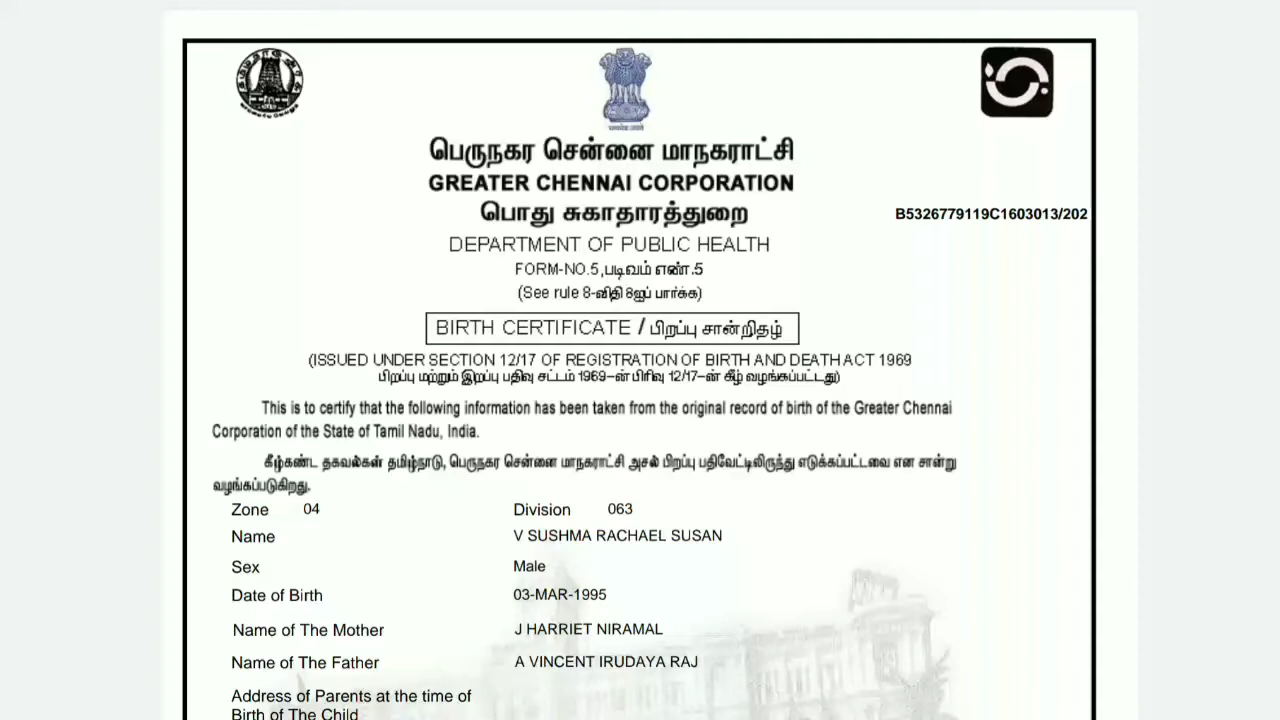 பெருநகர சென்னை மாநகராட்சி
GREATER CHENNAI CORPORATION
பொது சுகாதாரத்துறை
B5326779119C1603013/202
DEPARTMENT OF PUBLIC HEALTH
FORM-NO.5,படிவம் எண்.5
(See rule 8-விதி 8ஐப் பார்க்க)
BIRTH CERTIFICATE / பிறப்பு சான்றிதழ்
(ISSUED UNDER SECTION 12/17 OF REGISTRATION OF BIRTH AND DEATH ACT 1969
பிறப்பு மற்றும் இறப்பு பதிவு சட்டம் 1969-ன் பிரிவு 12/17-ன் கீழ் வழங்கப்பட்டது)
This is to certify that the following information has been taken from the original record of birth of the Greater Chennai
Corporation of the State of Tamil Nadu, India.
கீழ்கண்ட தகவல்கள் தமிழ்நாடு, பெருநகர சென்னை மாநகராட்சி அசல் பிறப்பு பதிவேட்டிலிருந்து எடுக்கப்பட்டவை என சான்று
வழங்கப்படுகிறது.
Zone 04 Division 063
Name V SUSHMA RACHAEL SUSAN
Sex Male
Date of Birth 03-MAR-1995
Name of The Mother J HARRIET NIRAMAL
Name of The Father A VINCENT IRUDAYA RAJ
Address of Parents at the time of
Birth of The Child